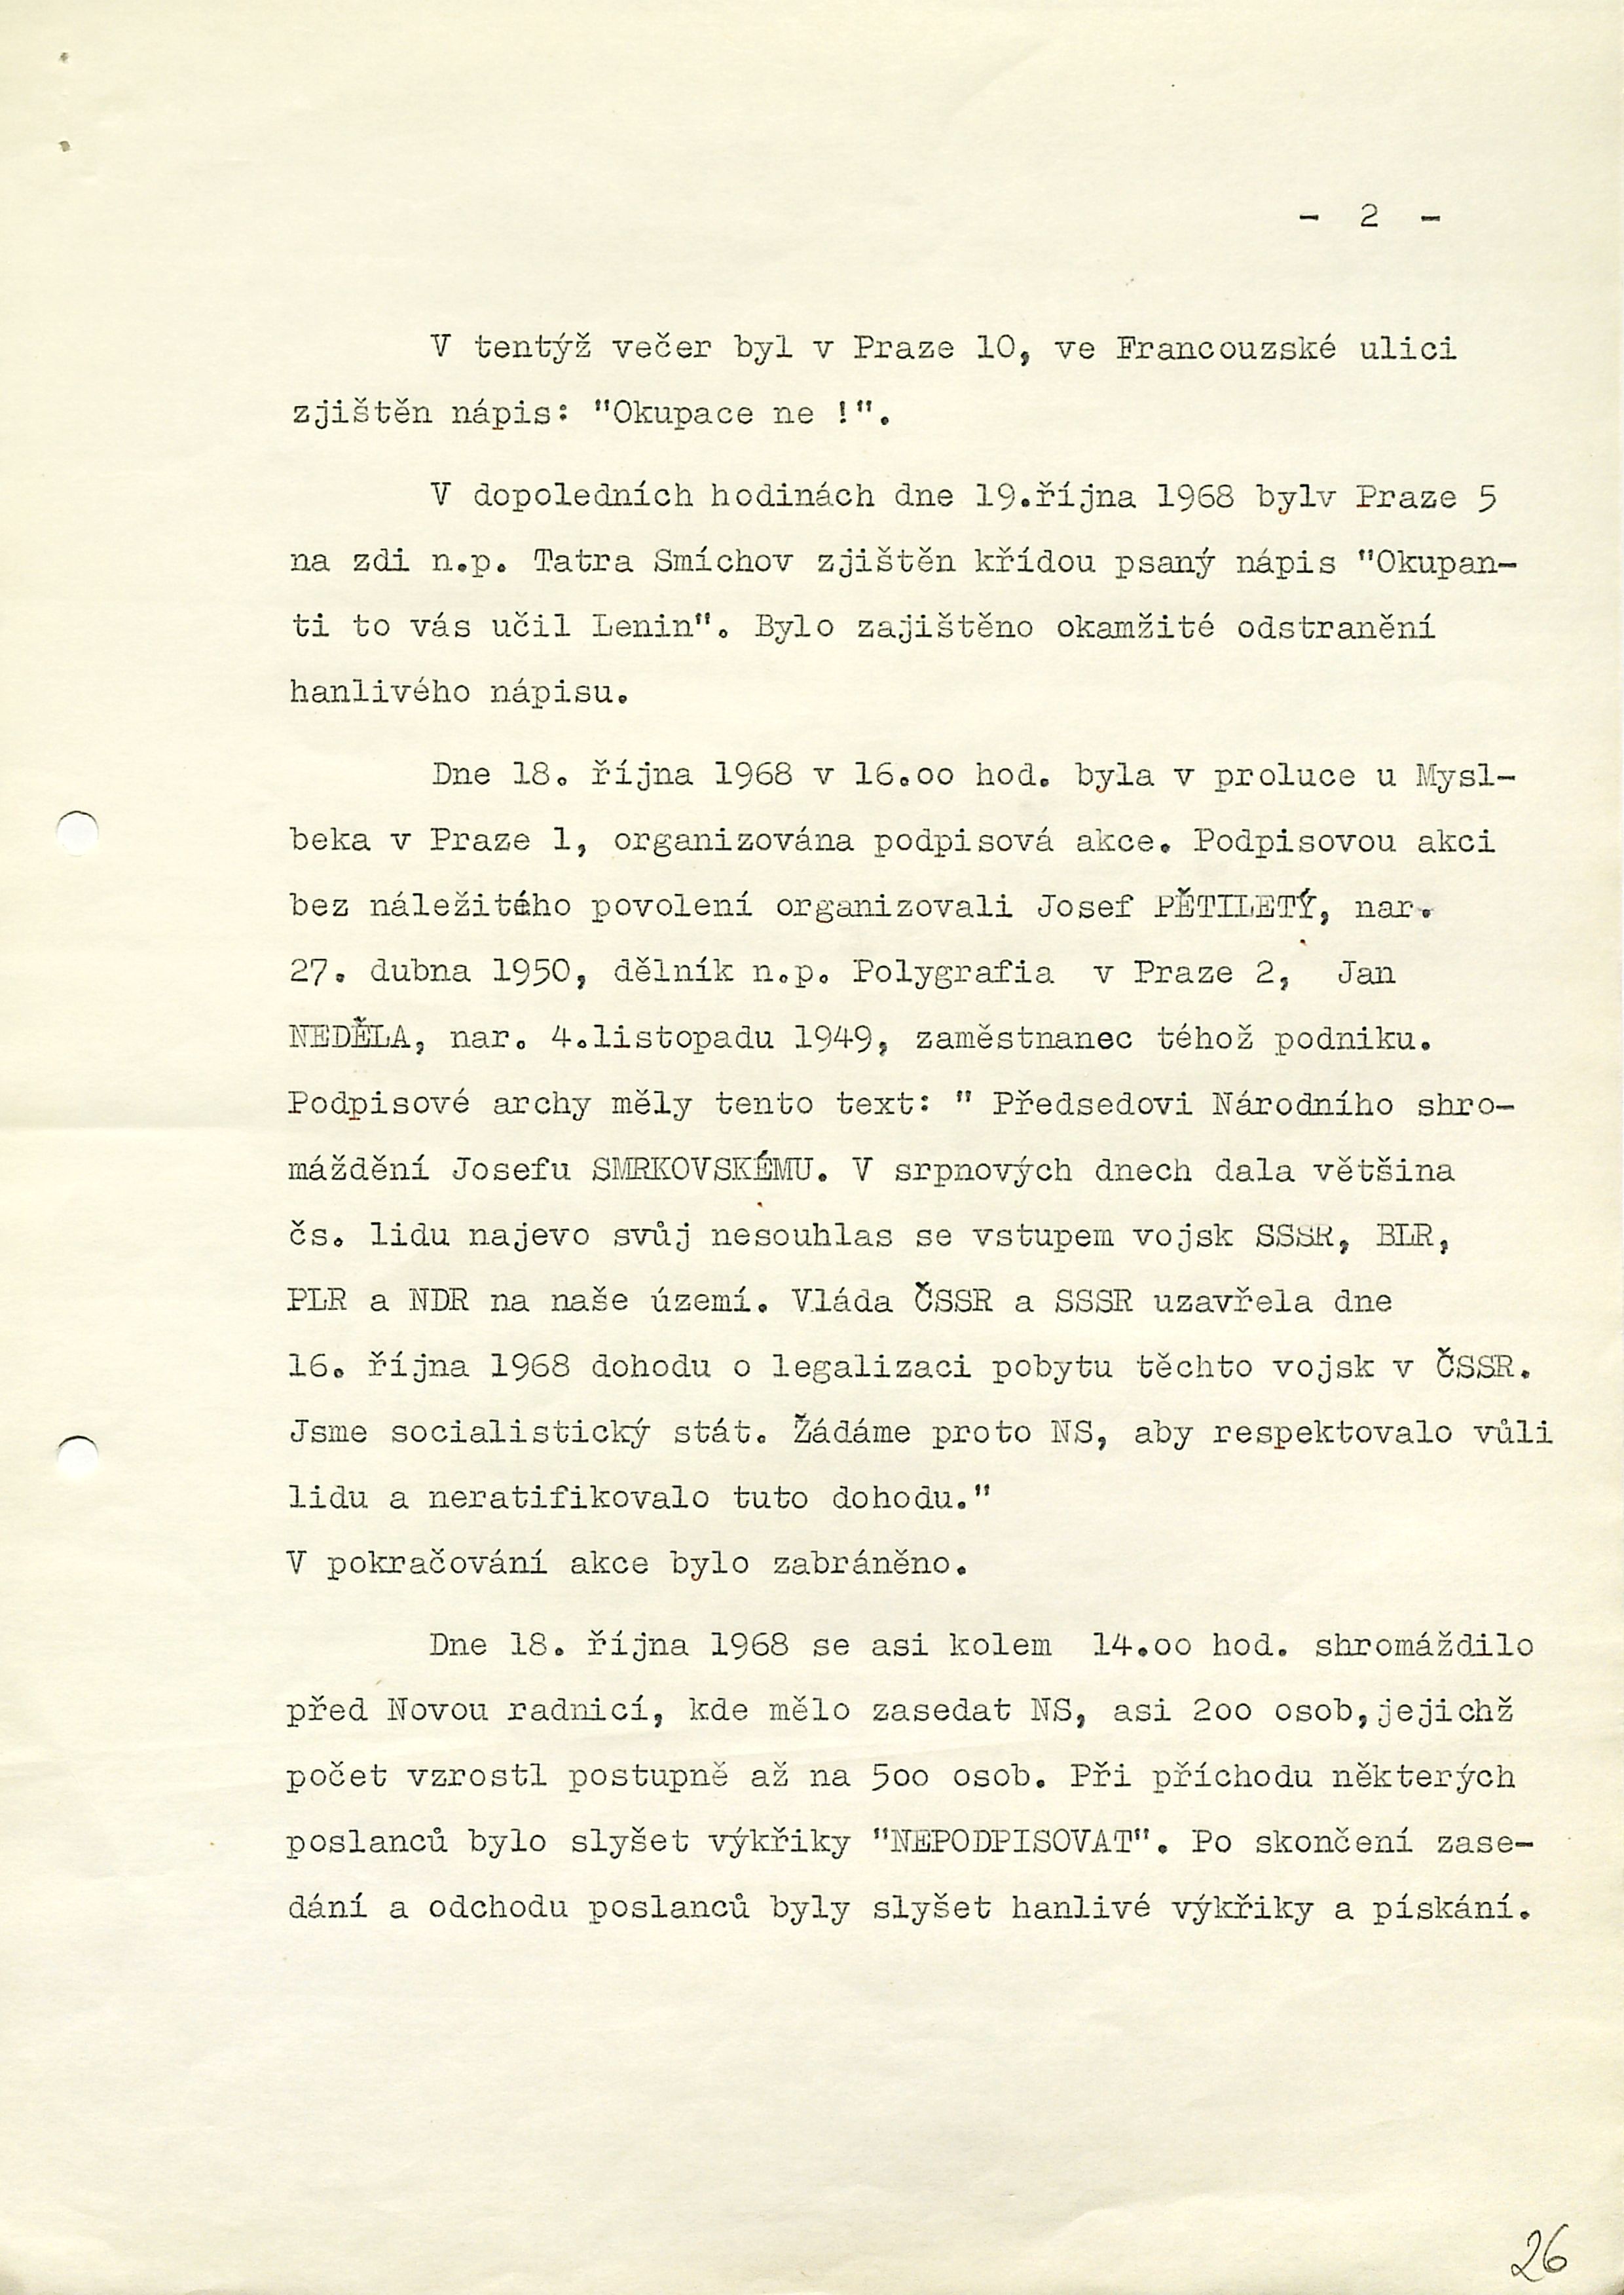 - 2 -
V tentýž večer byl v Praze 10, ve Francouzské ulici
zjištěn nápis: "Okupace ne !".
V dopoledních hodinách dne 19.října 1968 bylv Praze 5
na zdi n.p. Tatra Smíchov zjištěn křídou psaný nápis "Okupan-
ti to vás učil Lenin". Bylo zajištěno okamžité odstranění
hanlivého nápisu.
Dne 18. října 1968 v 16.oo hod. byla v proluce u Mysl-
beka v Praze 1, organizována podpisová akce. Podpisovou akci
bez náležitého povolení organizovali Josef PĚTILETÝ, nar.
27. dubna 1950, dělník n.p. Polygrafia v Praze 2, Jan
NEDĚLA, nar. 4.listopadu 1949, zaměstnanec téhož podniku.
Podpisové archy měly tento text: " Předsedovi Národního shro-
máždění Josefu SMRKOVSKÉMU. V srpnových dnech dala většina
čs. lidu najevo svůj nesouhlas se vstupem vojsk SSSR, BLR,
PLR a NDR na naše území. Vláda ČSSR a SSSR uzavřela dne
16. října 1968 dohodu o legalizaci pobytu těchto vojsk v ČSSR.
Jsme socialistický stát. Žádáme proto NS, aby respektovalo vůli
lidu a neratifikovalo tuto dohodu."
V pokračování akce bylo zabráněno.
Dne 18. října 1968 se asi kolem 14.oo hod. shromáždilo
před Novou radnicí, kde mělo zasedat NS, asi 2oo osob,jejichž
počet vzrostl postupně až na 5oo osob. Při příchodu některých
poslanců bylo slyšet výkřiky "NEPODPISOVAT". Po skončení zase-
dání a odchodu poslanců byly slyšet hanlivé výkřiky a pískání.
26